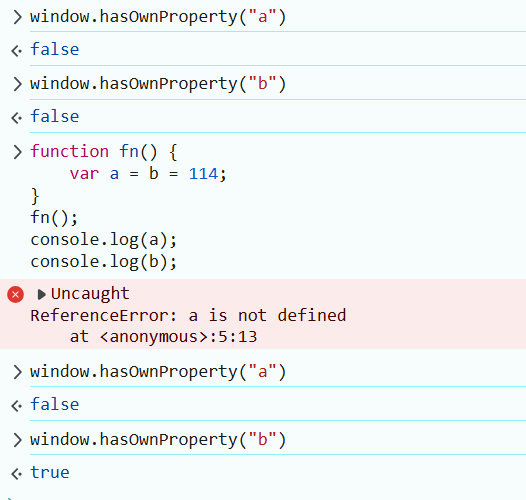 window.hasOwnProperty("a")
false
window.hasOwnProperty("b")
false
function fn() {
    var a = b = 114;
}
fn();
console.log(a);
console.log(b);
Uncaught
ReferenceError: a is not defined
    at <anonymous>:5:13
window.hasOwnProperty("a")
false
window.hasOwnProperty("b")
true